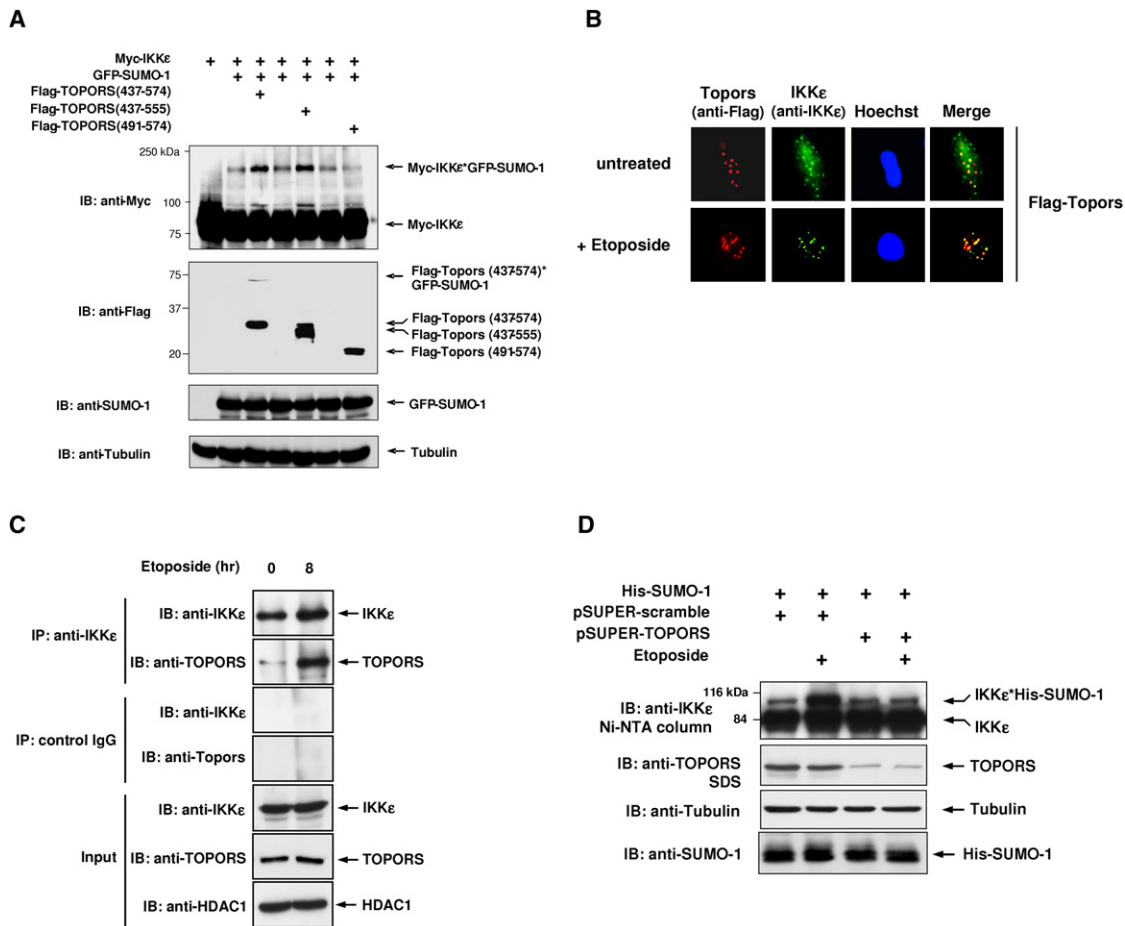 A
Myc-IKKε + + + + + + +
GFP-SUMO-1 + + + + + +
Flag-TOPORS(437-574) +
Flag-TOPORS(437-555) +
Flag-TOPORS(491-574) +
250 kDa
100
75
IB: anti-Myc
Myc-IKKε*GFP-SUMO-1
Myc-IKKε
75
37
20
IB: anti-Flag
Flag-Topors (437-574)*
GFP-SUMO-1
Flag-Topors (437-574)
Flag-Topors (437-555)
Flag-Topors (491-574)
IB: anti-SUMO-1
GFP-SUMO-1
IB: anti-Tubulin
Tubulin
B
Topors
(anti-Flag)
IKKε
(anti-IKKε)
Hoechst
Merge
untreated
+ Etoposide
Flag-Topors
C
Etoposide (hr) 0 8
IP: anti-IKKε
IB: anti-IKKε
IKKε
IB: anti-TOPORS
TOPORS
IP: control IgG
IB: anti-IKKε
IB: anti-Topors
Input
IB: anti-IKKε
IKKε
IB: anti-TOPORS
TOPORS
IB: anti-HDAC1
HDAC1
D
His-SUMO-1 + + + +
pSUPER-scramble + +
pSUPER-TOPORS + +
Etoposide + +
116 kDa
84
IB: anti-IKKε
Ni-NTA column
IKKε*His-SUMO-1
IKKε
IB: anti-TOPORS
SDS
TOPORS
IB: anti-Tubulin
Tubulin
IB: anti-SUMO-1
His-SUMO-1